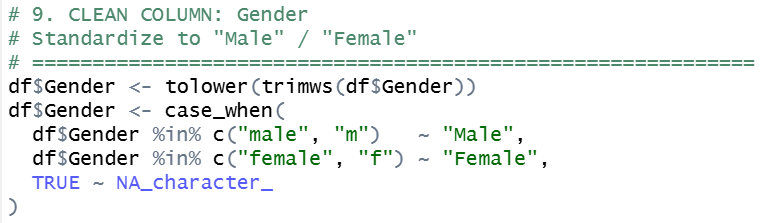 # 9. CLEAN COLUMN: Gender
# Standardize to "Male" / "Female"
# ============================================================
df$Gender <- tolower(trimws(df$Gender))
df$Gender <- case_when(
  df$Gender %in% c("male", "m")   ~ "Male",
  df$Gender %in% c("female", "f") ~ "Female",
  TRUE ~ NA_character_
)